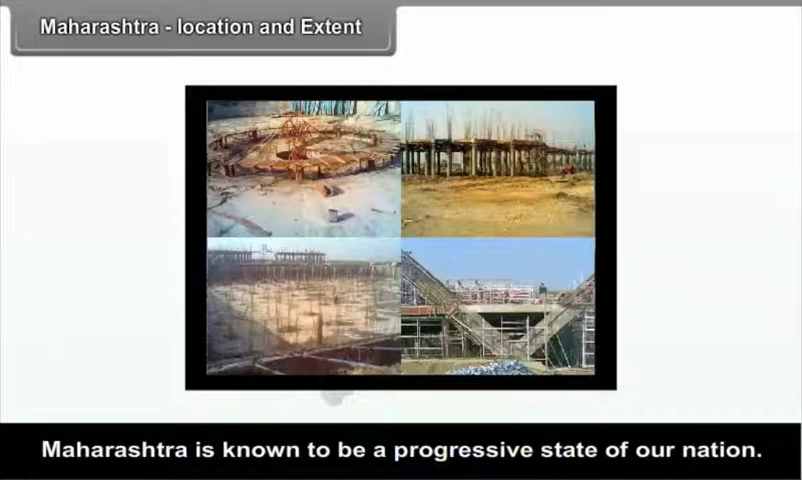 Maharashtra - location and Extent
Maharashtra is known to be a progressive state of our nation.